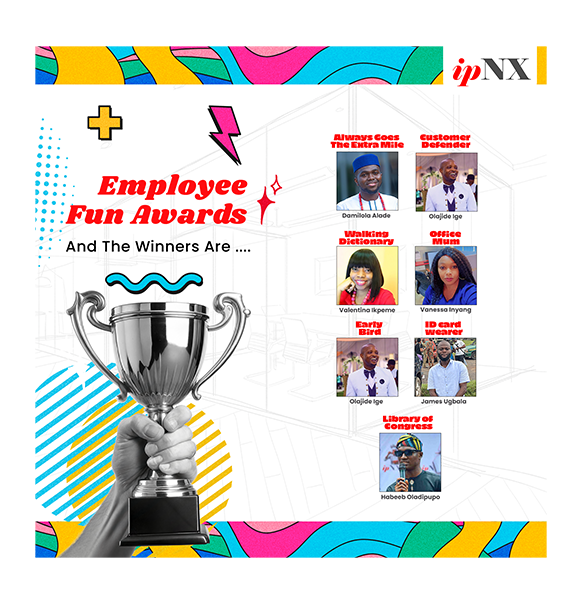 ipNX
Employee
Fun Awards
And The Winners Are ....
Always Goes
The Extra Mile
Damilola Alade
Customer
Defender
Olajide Ige
Walking
Dictionary
Valentina Ikpeme
Office
Mum
Vanessa Inyang
Early
Bird
Olajide Ige
ID card
wearer
James Ugbala
Library of
Congress
Habeeb Oladipupo